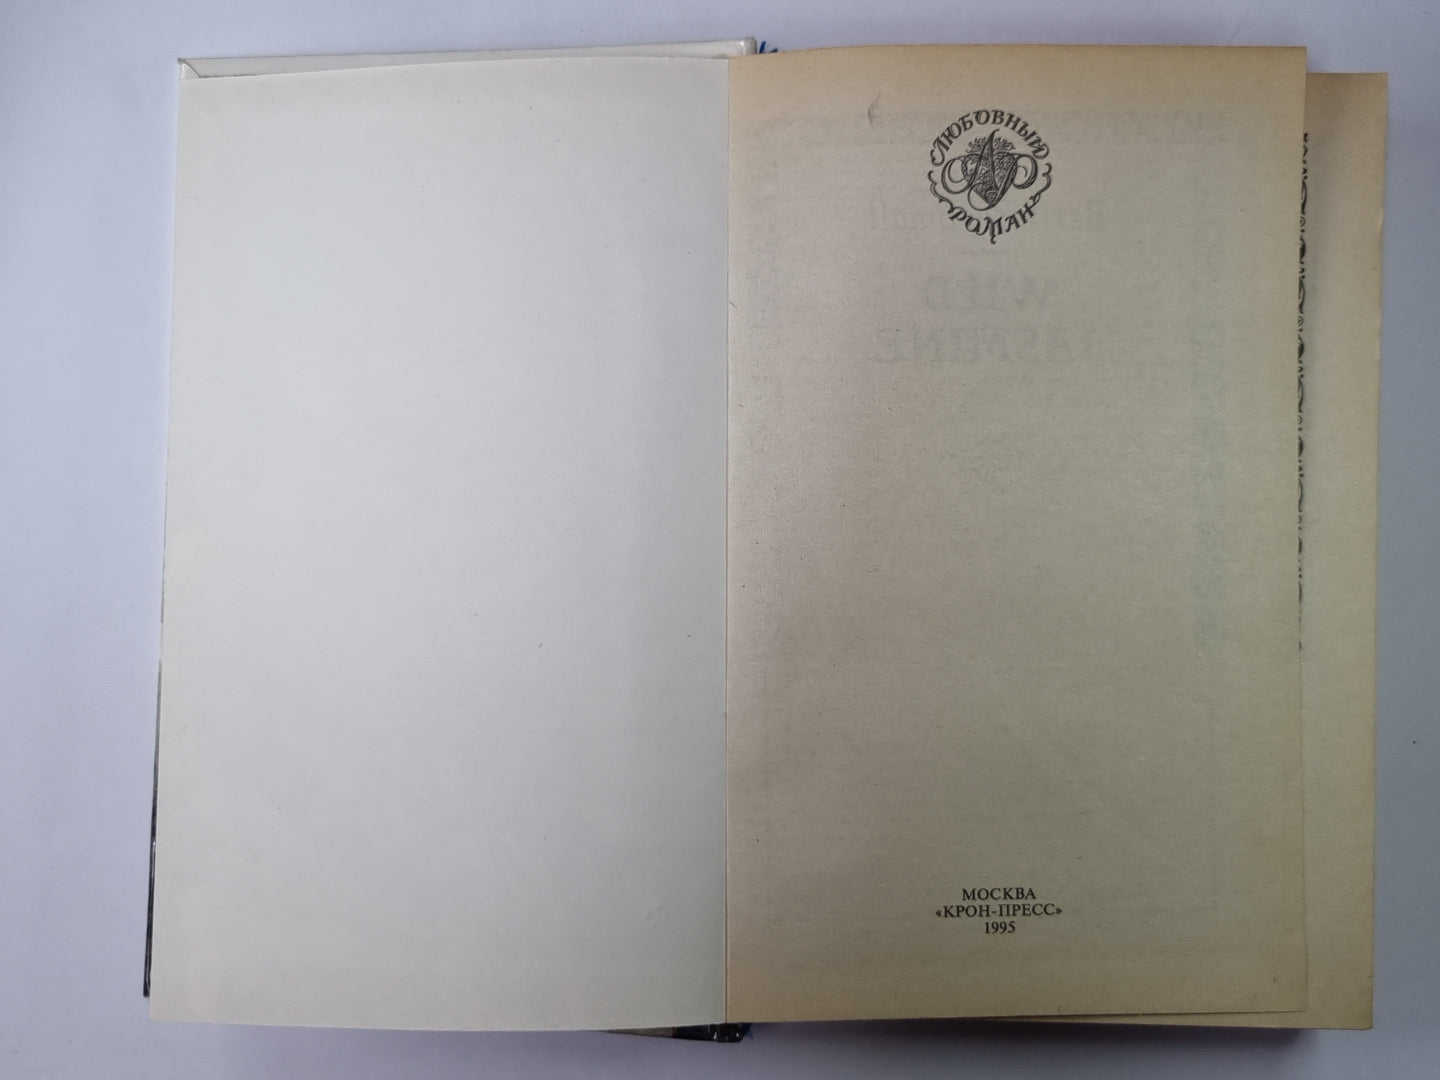 ЛЮБОВНЫЙ
РОМАН
МОСКВА
«КРОН-ПРЕСС»
1995